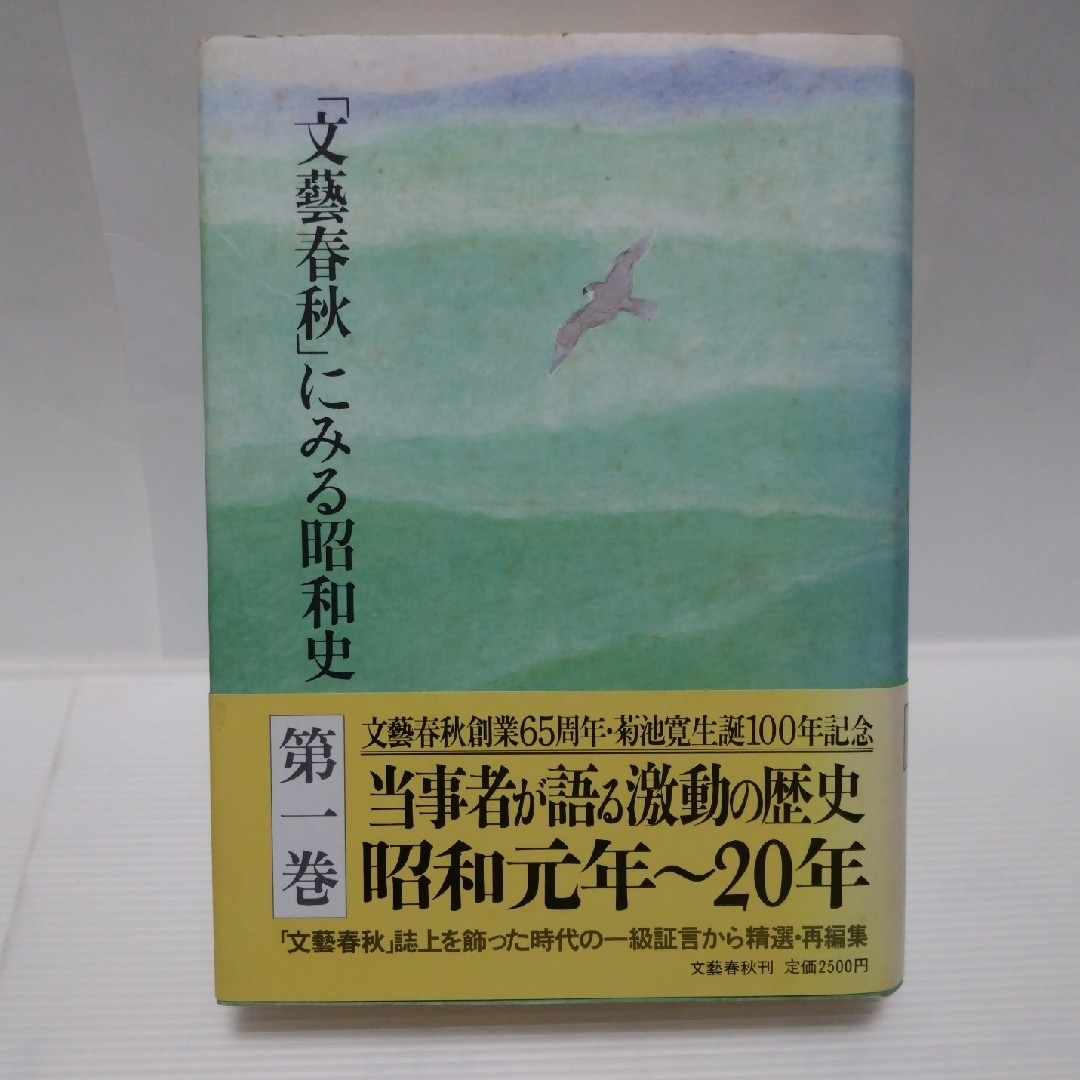 「文藝春秋」にみる昭和史
第一巻
文藝春秋創業65周年・菊池寛生誕100年記念
当事者が語る激動の歴史
昭和元年〜20年
「文藝春秋」誌上を飾った時代の一級証言から精選・再編集
文藝春秋刊 定価2500円